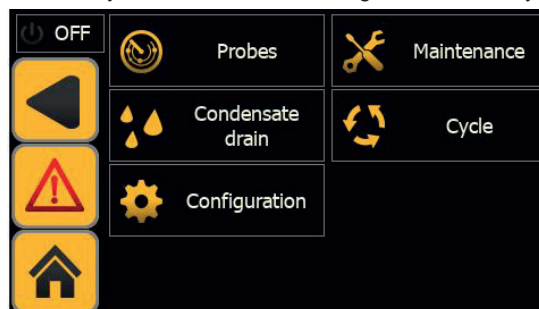 OFF
Probes
Maintenance
Condensate
drain
Cycle
Configuration